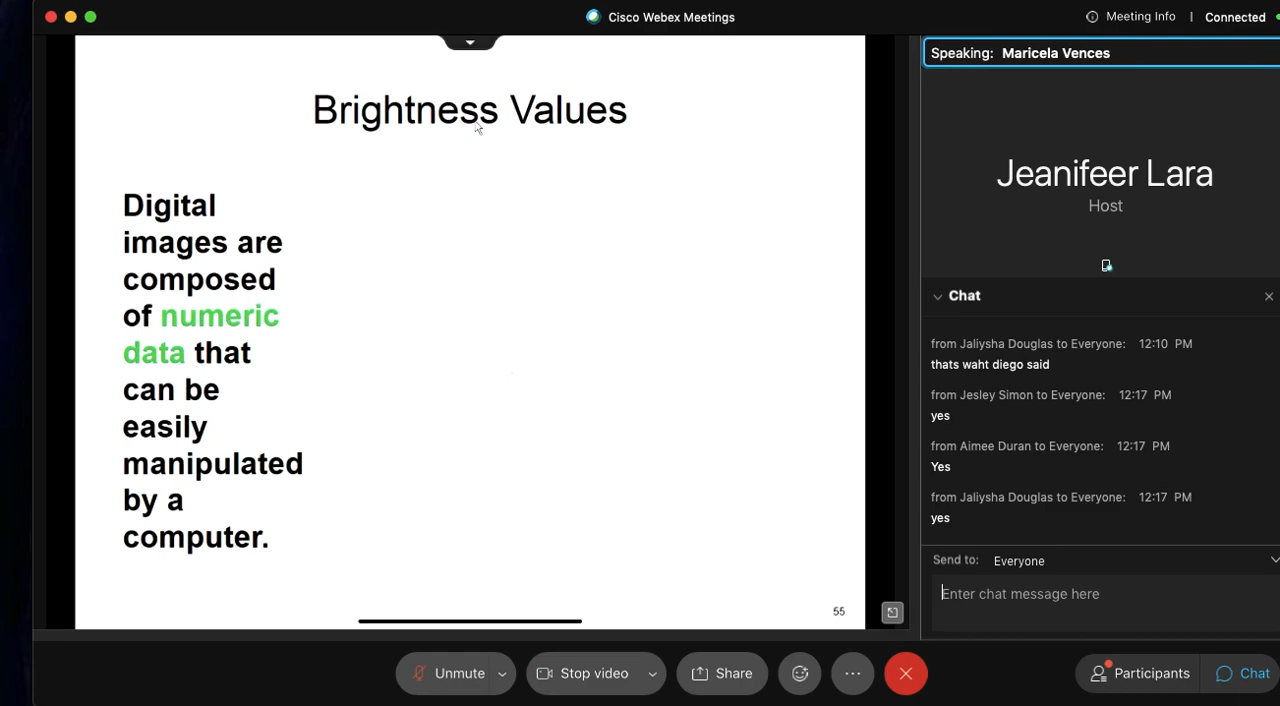 Cisco Webex Meetings
Meeting Info | Connected
Brightness Values
Digital
images are
composed
of numeric
data that
can be
easily
manipulated
by a
computer.
55
Speaking: Maricela Vences
Jeanifeer Lara
Host
Chat
from Jaliysha Douglas to Everyone: 12:10 PM
thats waht diego said
from Jesley Simon to Everyone: 12:17 PM
yes
from Aimee Duran to Everyone: 12:17 PM
Yes
from Jaliysha Douglas to Everyone: 12:17 PM
yes
Send to: Everyone
Enter chat message here
Unmute
Stop video
Share
Participants
Chat